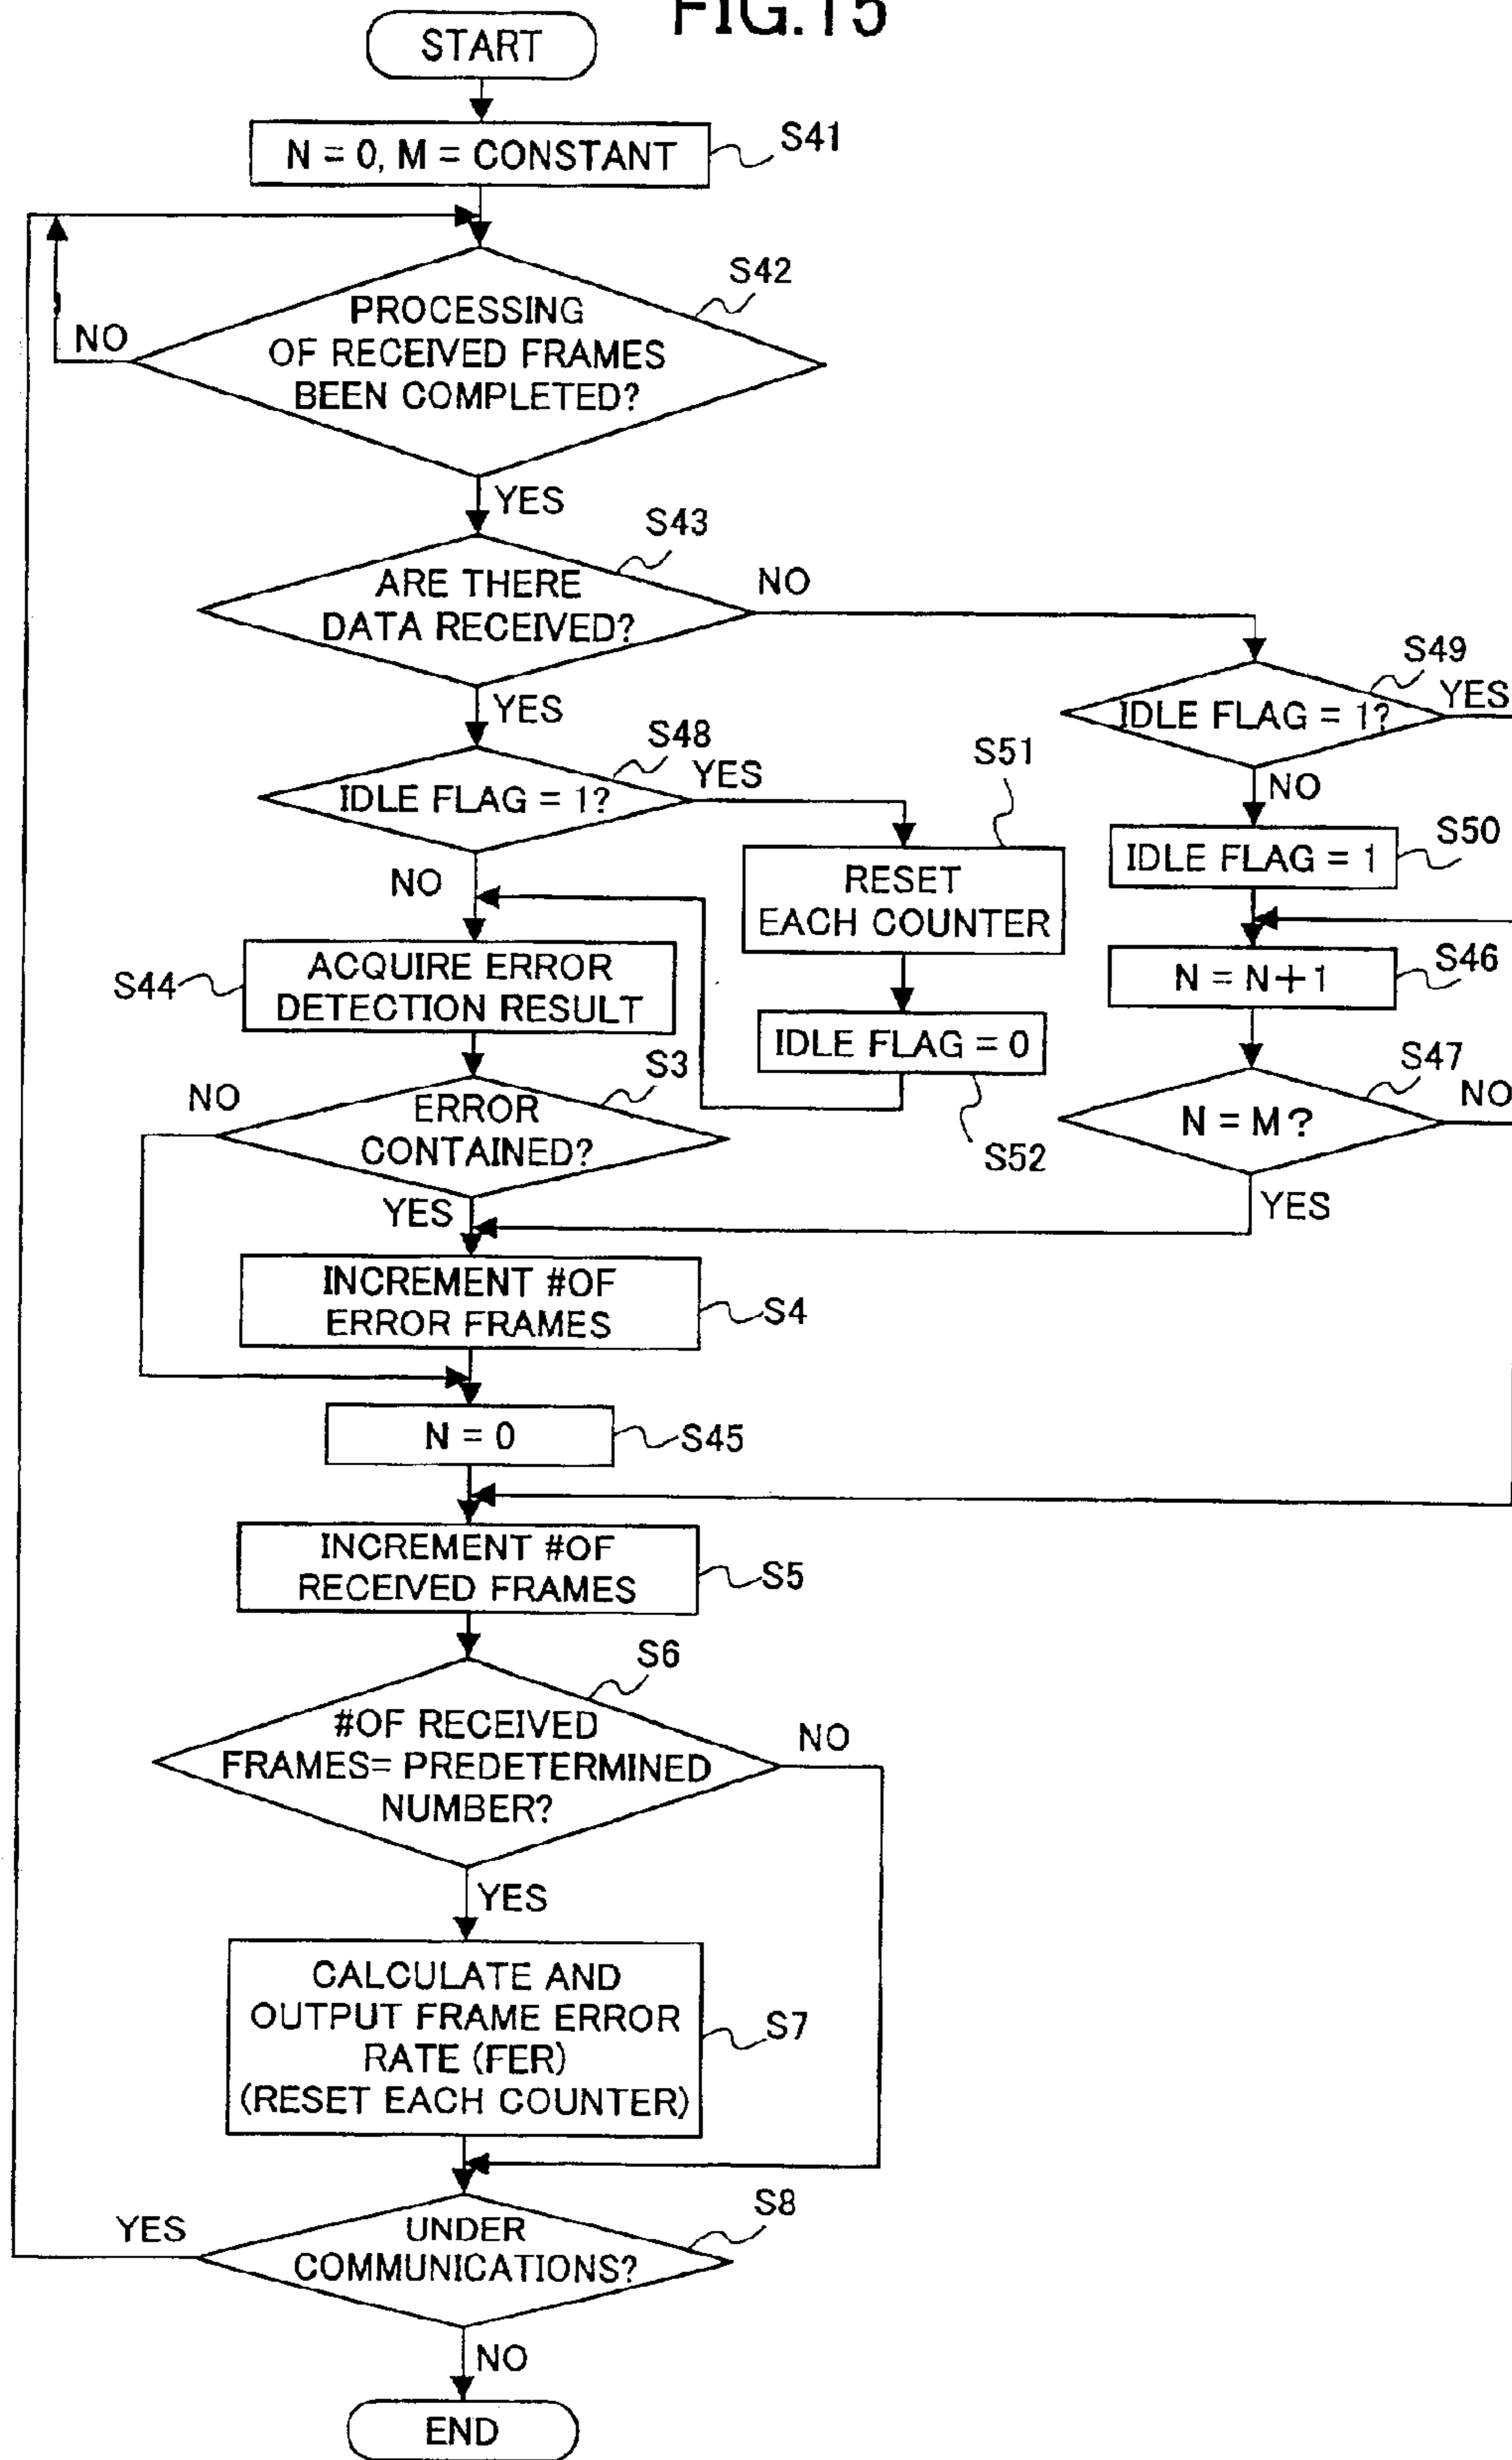 FIG.15
START
N = 0, M = CONSTANT
S41
S42
PROCESSING
OF RECEIVED FRAMES
BEEN COMPLETED?
NO
YES
S43
ARE THERE
DATA RECEIVED?
NO
YES
S49
IDLE FLAG = 1?
YES
NO
S48
IDLE FLAG = 1?
YES
NO
S51
RESET
EACH COUNTER
S50
IDLE FLAG = 1
S44
ACQUIRE ERROR
DETECTION RESULT
IDLE FLAG = 0
S52
S46
N = N+1
S47
N = M?
NO
YES
S3
ERROR
CONTAINED?
NO
YES
INCREMENT #OF
ERROR FRAMES
S4
N = 0
S45
INCREMENT #OF
RECEIVED FRAMES
S5
S6
#OF RECEIVED
FRAMES= PREDETERMINED
NUMBER?
NO
YES
CALCULATE AND
OUTPUT FRAME ERROR
RATE (FER)
(RESET EACH COUNTER)
S7
S8
UNDER
COMMUNICATIONS?
YES
NO
END